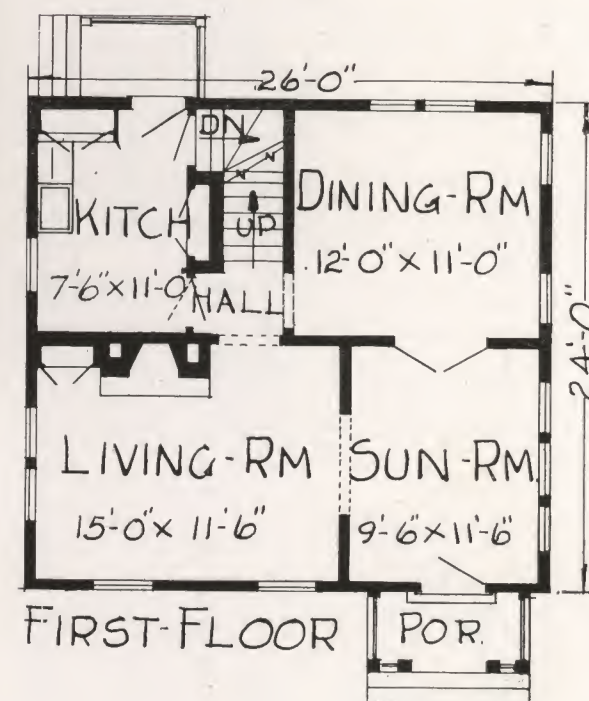 26'-0"
DN
KITCH
7'-6" X 11'-0
UP
HALL
DINING-RM
12'-0" X 11'-0"
24'-0"
LIVING-RM
15'-0" X 11'-6"
SUN-RM.
9'-6" X 11'-6"
FIRST-FLOOR
POR.